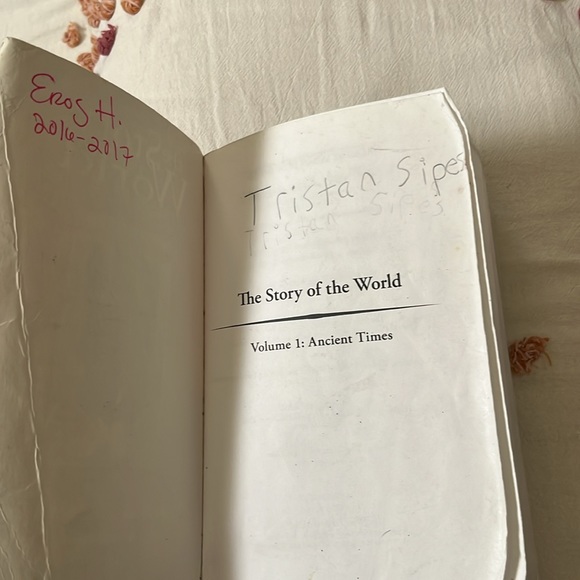 Eros H.
2016-2017
Tristan Sipes
Tristan Sipes
The Story of the World
Volume 1: Ancient Times